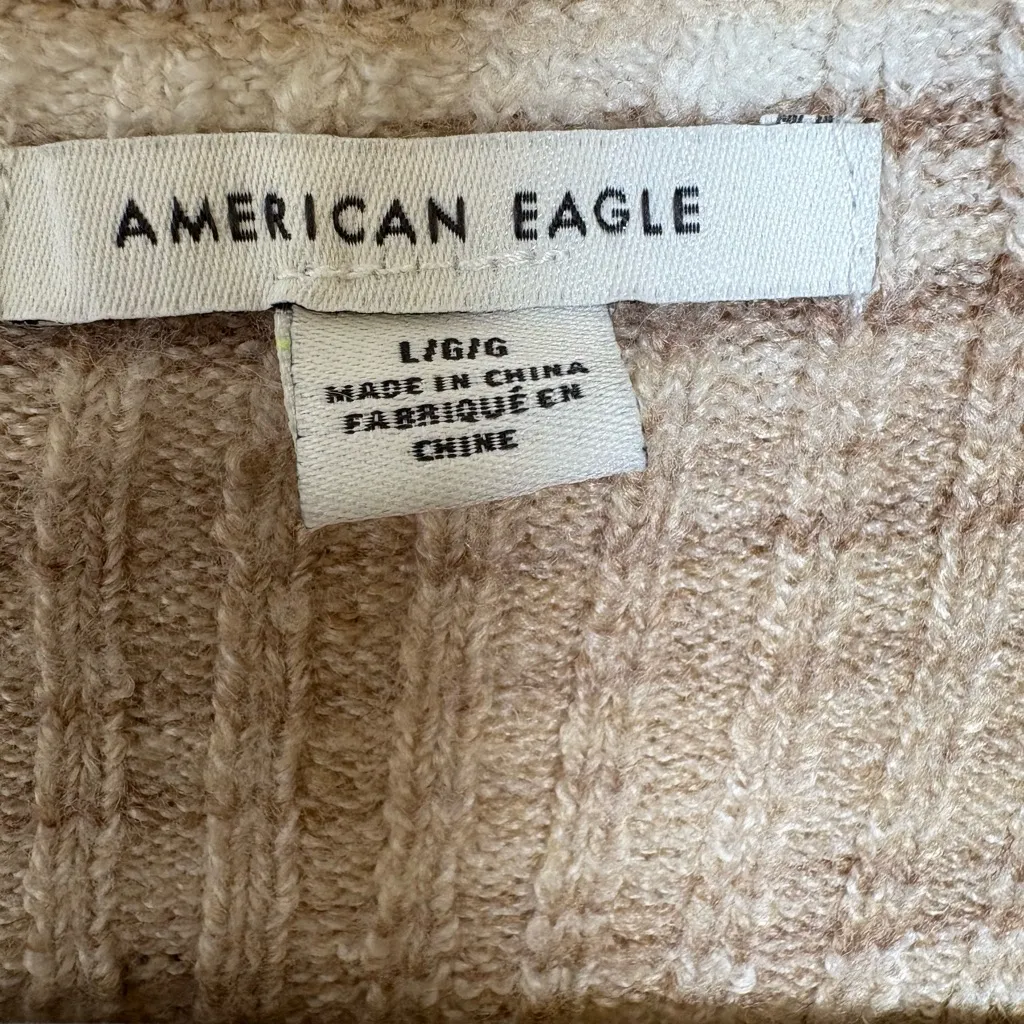 AMERICAN EAGLE
L/G/G
MADE IN CHINA
FABRIQUÉ EN
CHINE